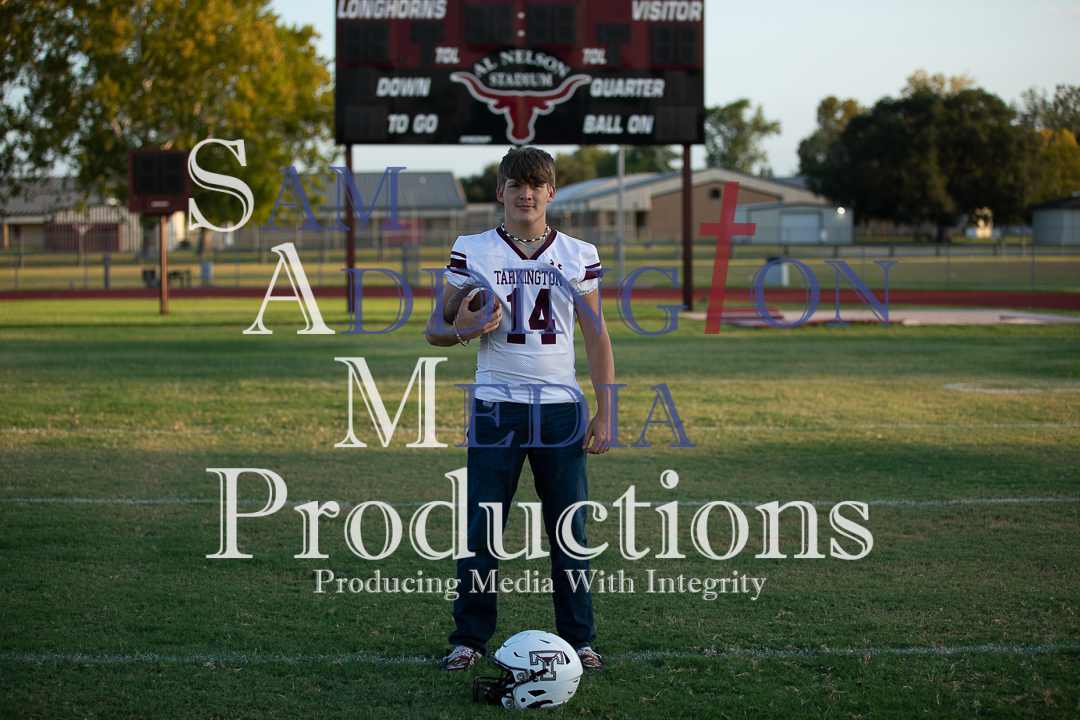 LONGHORNS VISITOR
TOL TOL
AL NELSON
STADIUM
DOWN QUARTER
TO GO BALL ON
SAM
ADDINGTON
MEDIA
Productions
Producing Media With Integrity
TARKINGTON
14
T